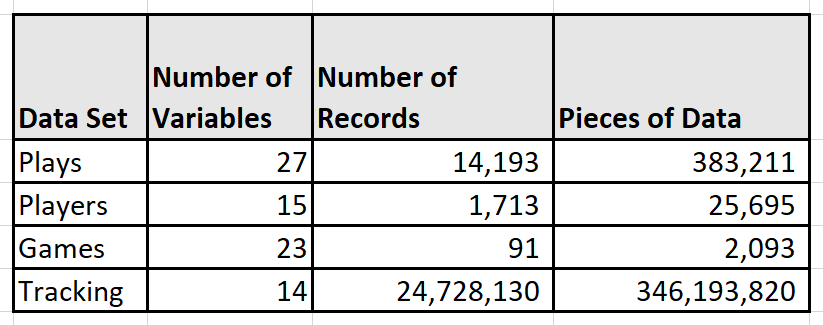 Data Set Number of Variables Number of Records Pieces of Data
Plays 27 14,193 383,211
Players 15 1,713 25,695
Games 23 91 2,093
Tracking 14 24,728,130 346,193,820